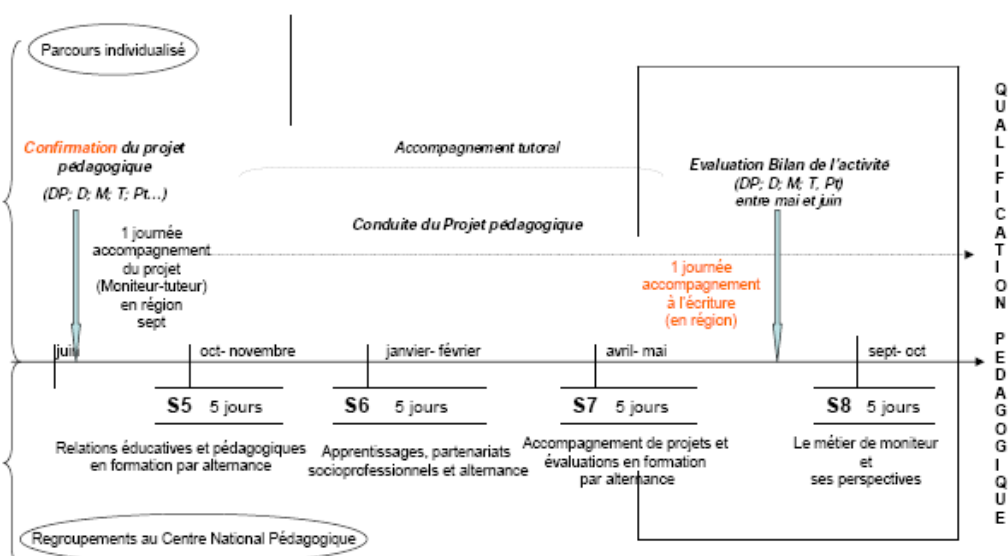 Parcours individualisé
Confirmation du projet
pédagogique
(DP; D; M; T; Pt...)
Accompagnement tutoral
Evaluation Bilan de l'activité
(DP; D; M; T, Pt)
entre mai et juin
1 journée
accompagnement
du projet
(Moniteur-tuteur)
en région
sept
Conduite du Projet pédagogique
1 journée
accompagnement
à l'écriture
(en région)
juin
oct- novembre
janvier- février
avril- mai
sept- oct
S5 5 jours
S6 5 jours
S7 5 jours
S8 5 jours
Relations éducatives et pédagogiques
en formation par alternance
Apprentissages, partenariats
socioprofessionnels et alternance
Accompagnement de projets et
évaluations en formation
par alternance
Le métier de moniteur
et
ses perspectives
Regroupements au Centre National Pédagogique
QUALIFICATION PEDAGOGIQUE